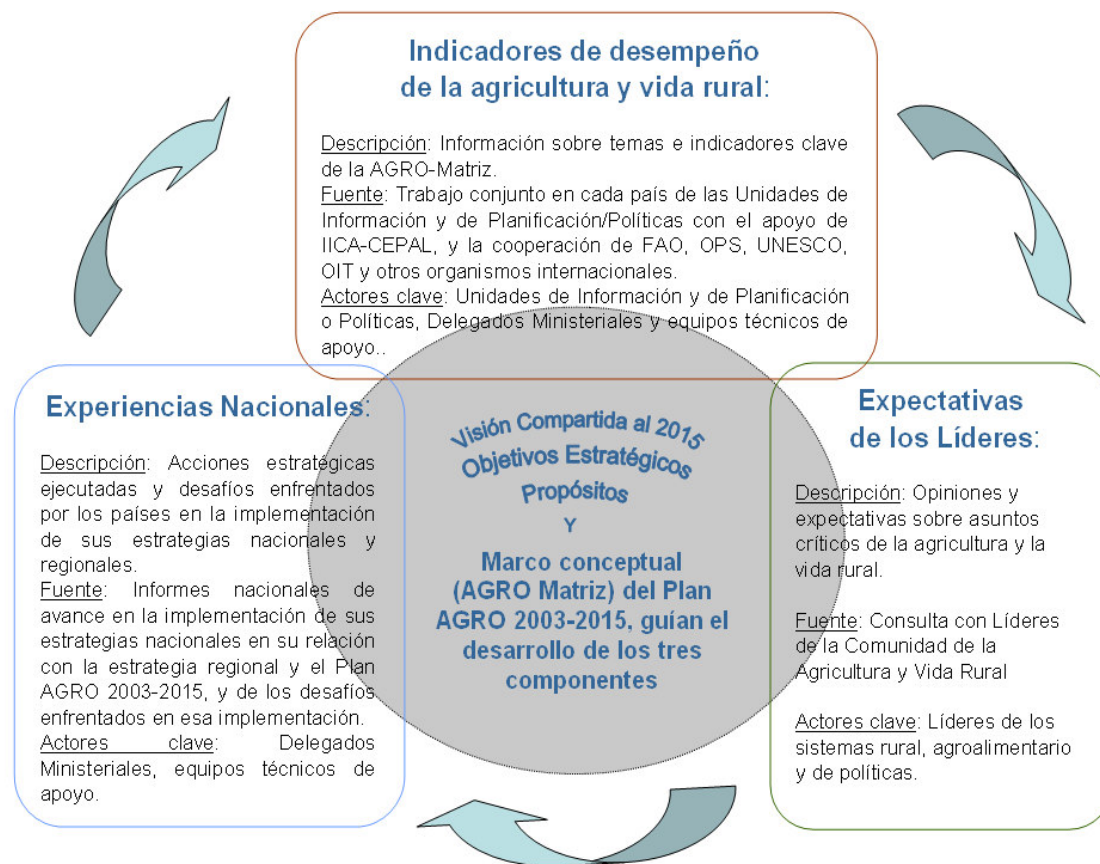 Indicadores de desempeño
de la agricultura y vida rural:
Descripción: Información sobre temas e indicadores clave
de la AGRO-Matriz.
Fuente: Trabajo conjunto en cada país de las Unidades de
Información y de Planificación/Políticas con el apoyo de
IICA-CEPAL, y la cooperación de FAO, OPS, UNESCO,
OIT y otros organismos internacionales.
Actores clave: Unidades de Información y de Planificación
o Políticas, Delegados Ministeriales y equipos técnicos de
apoyo..
Experiencias Nacionales:
Descripción: Acciones estratégicas
ejecutadas y desafíos enfrentados
por los países en la implementación
de sus estrategias nacionales y
regionales.
Fuente: Informes nacionales de
avance en la implementación de sus
estrategias nacionales en su relación
con la estrategia regional y el Plan
AGRO 2003-2015, y de los desafíos
enfrentados en esa implementación.
Actores clave: Delegados
Ministeriales, equipos técnicos de
apoyo.
Visión Compartida al 2015
Objetivos Estratégicos
Propósitos
Y
Marco conceptual
(AGRO Matriz) del Plan
AGRO 2003-2015, guían el
desarrollo de los tres
componentes
Expectativas
de los Líderes:
Descripción: Opiniones y
expectativas sobre asuntos
críticos de la agricultura y la
vida rural.
Fuente: Consulta con Líderes
de la Comunidad de la
Agricultura y Vida Rural
Actores clave: Líderes de los
sistemas rural, agroalimentario
y de políticas.